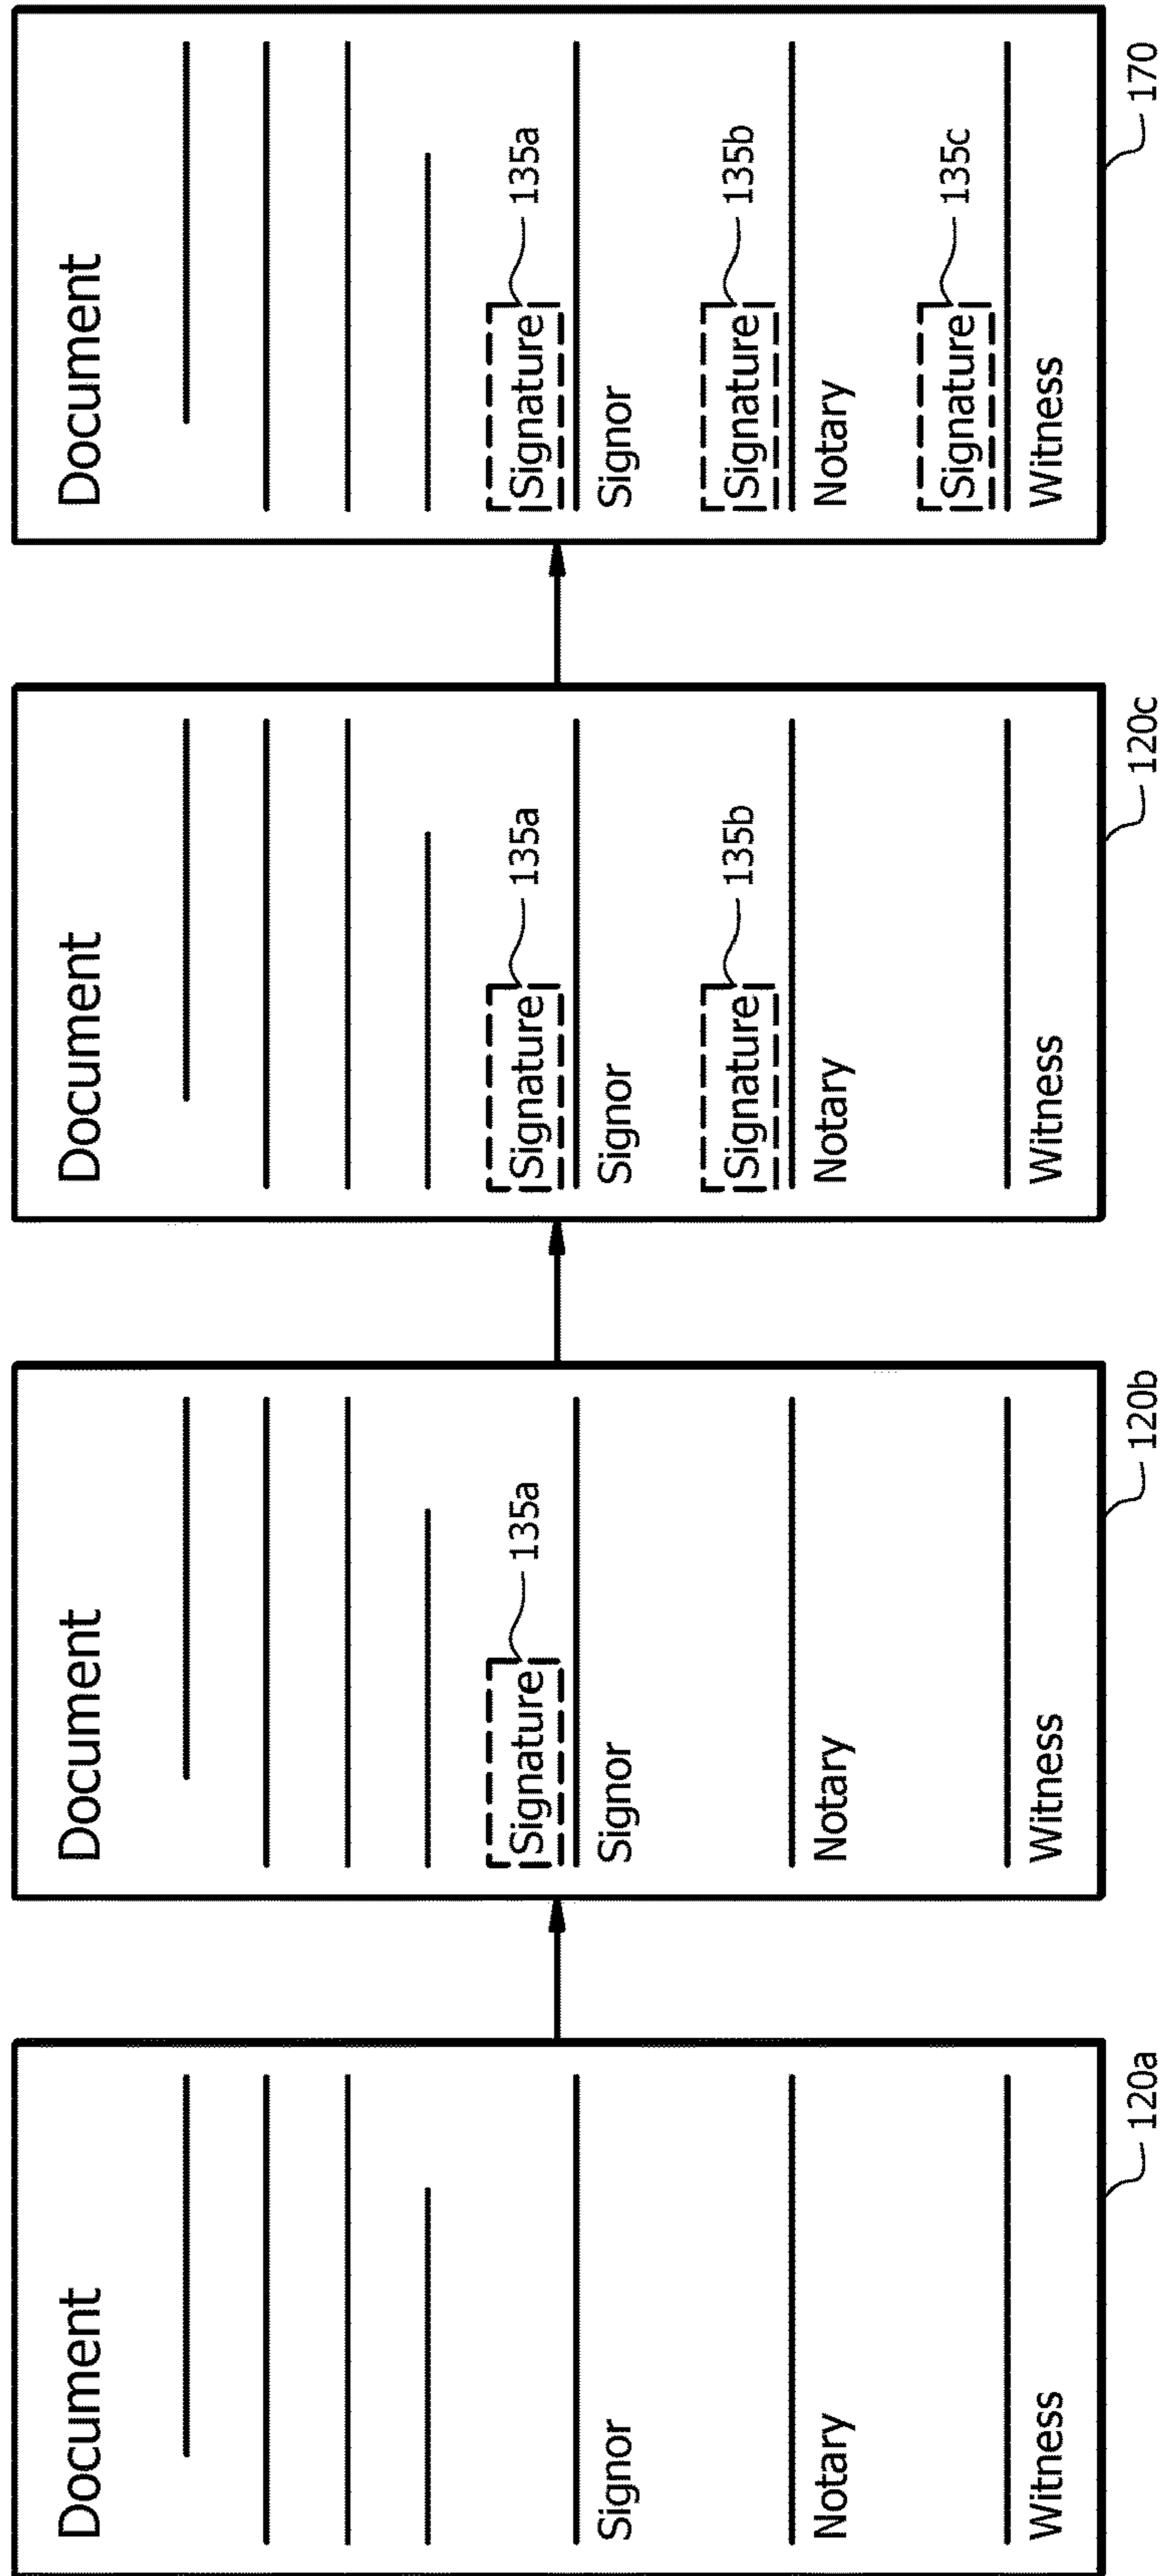 Document
Signor
Notary
Witness
120a
Document
Signature
135a
Signor
Notary
Witness
120b
Document
Signature
135a
Signor
Signature
135b
Notary
Witness
120c
Document
Signature
135a
Signor
Signature
135b
Notary
Signature
135c
Witness
170